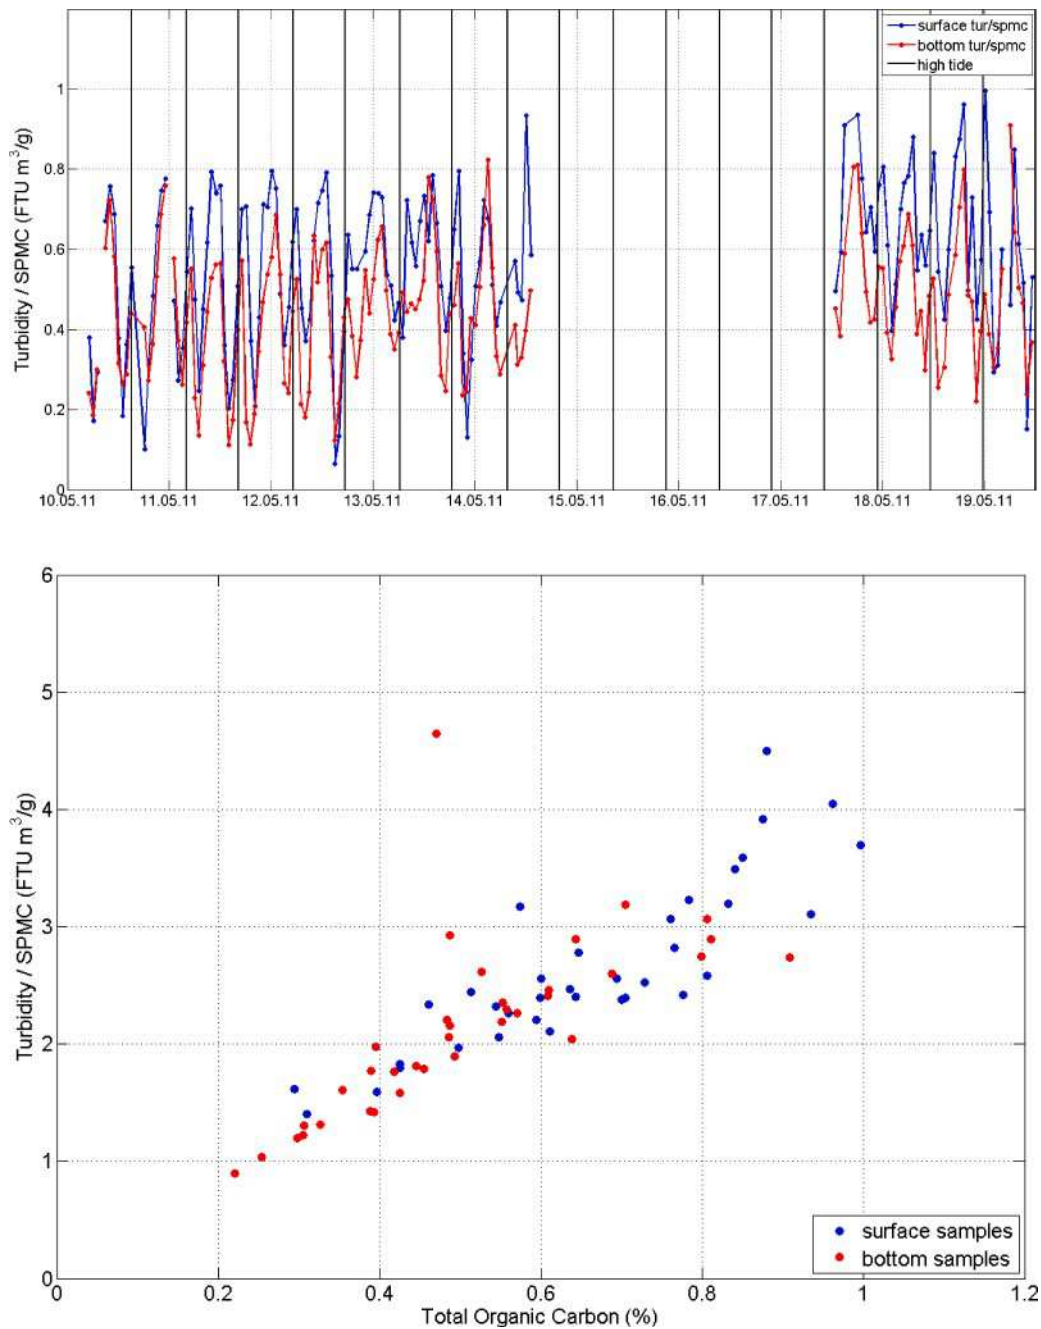 surface tur/spmc
bottom tur/spmc
high tide
Turbidity / SPMC (FTU m³/g)
1
0.8
0.6
0.4
0.2
0
10.05.11 11.05.11 12.05.11 13.05.11 14.05.11 15.05.11 16.05.11 17.05.11 18.05.11 19.05.11
Turbidity / SPMC (FTU m³/g)
6
5
4
3
2
1
0
surface samples
bottom samples
0 0.2 0.4 0.6 0.8 1 1.2
Total Organic Carbon (%)